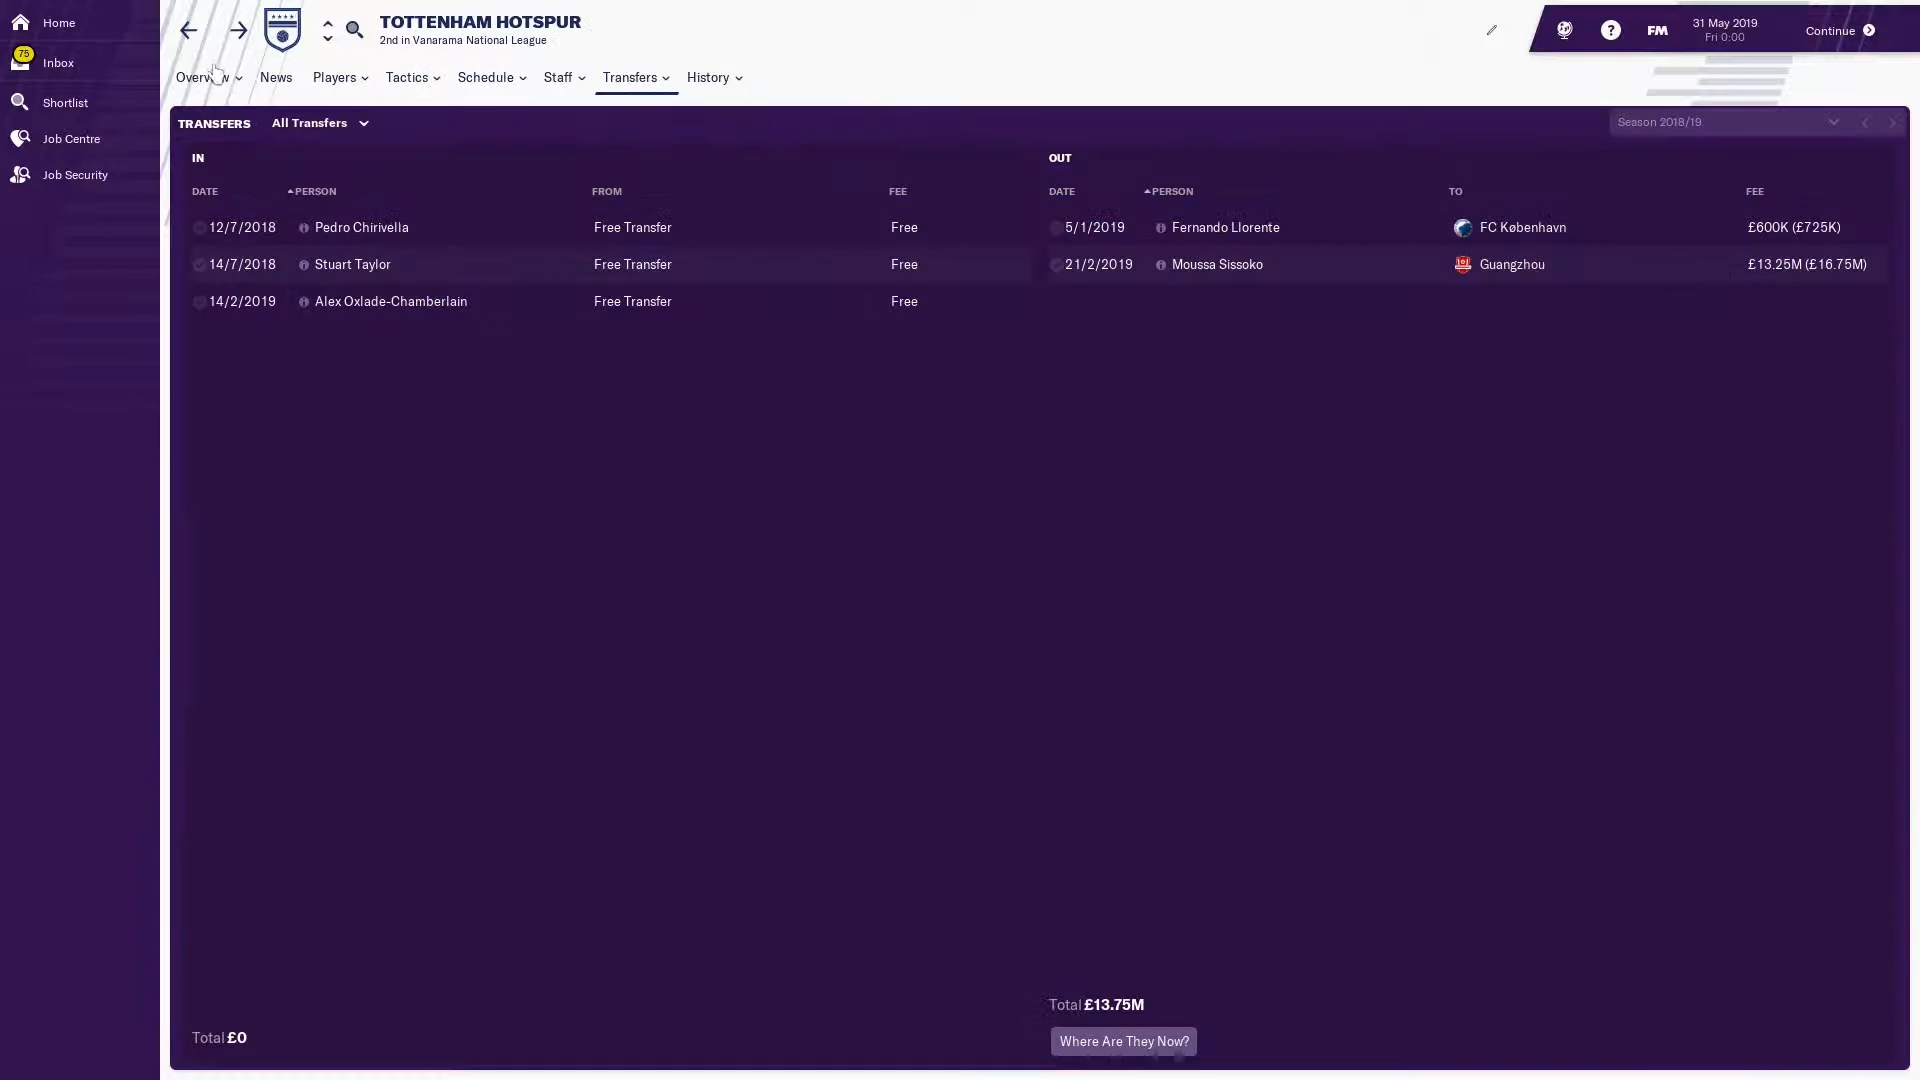 Home
75
Inbox
Shortlist
Job Centre
Job Security
TOTTENHAM HOTSPUR
2nd in Vanarama National League
FM
31 May 2019
Fri 0:00
Continue
Overview
News
Players
Tactics
Schedule
Staff
Transfers
History
TRANSFERS All Transfers
Season 2018/19
IN
DATE PERSON FROM FEE
12/7/2018 Pedro Chirivella Free Transfer Free
14/7/2018 Stuart Taylor Free Transfer Free
14/2/2019 Alex Oxlade-Chamberlain Free Transfer Free
Total £0
OUT
DATE PERSON TO FEE
5/1/2019 Fernando Llorente FC København £600K (£725K)
21/2/2019 Moussa Sissoko Guangzhou £13.25M (£16.75M)
Total £13.75M
Where Are They Now?